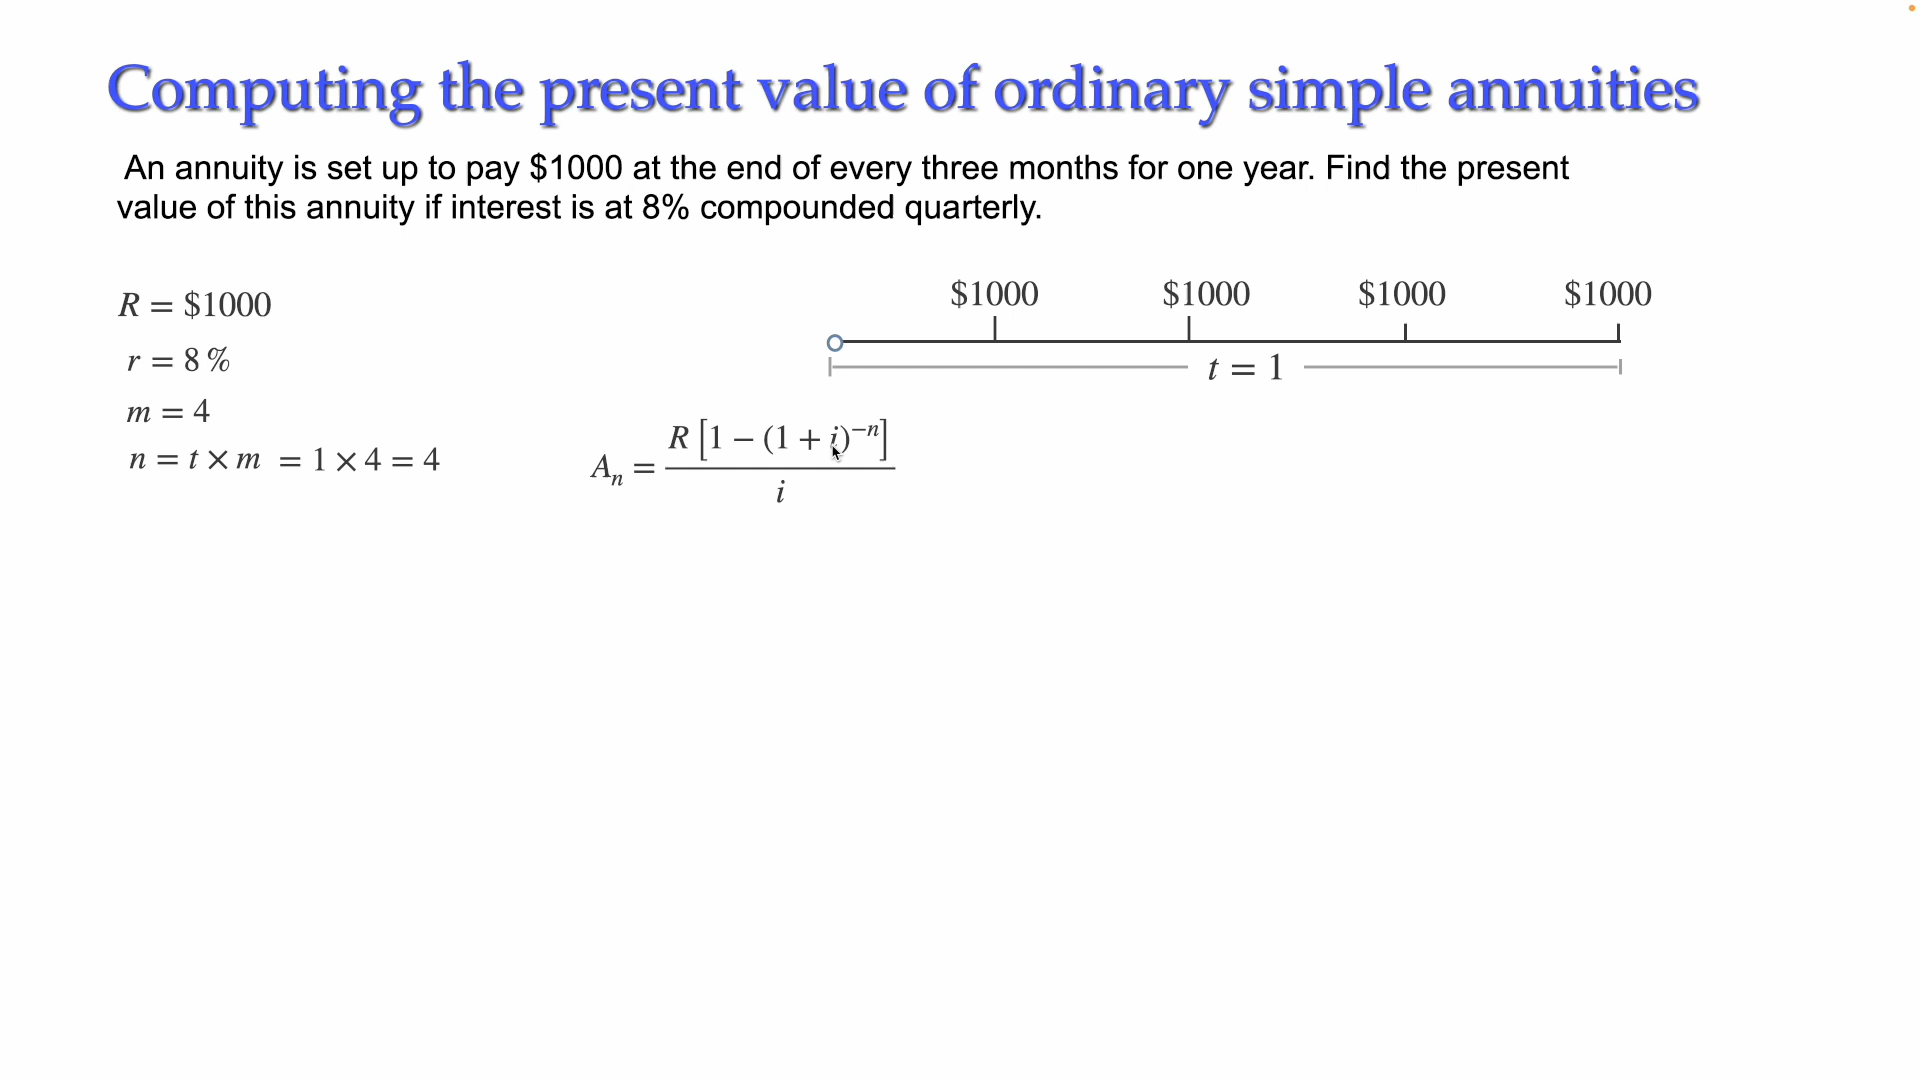 Computing the present value of ordinary simple annuities
An annuity is set up to pay $1000 at the end of every three months for one year. Find the present
value of this annuity if interest is at 8% compounded quarterly.
$1000 $1000 $1000 $1000
R = $1000
t = 1
r = 8 %
m = 4
n = t × m = 1 × 4 = 4
Aₙ = R [1 − (1 + i)⁻ⁿ]
i